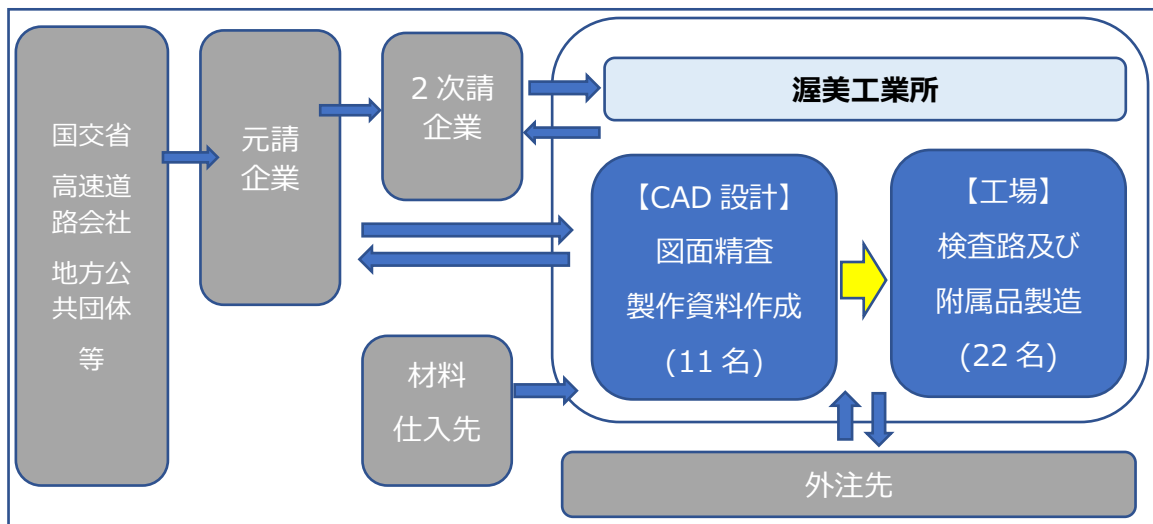 国交省
高速道
路会社
地方公
共団体
等
元請
企業
２次請
企業
渥美工業所
【CAD 設計】
図面精査
製作資料作成
(11 名)
【工場】
検査路及び
附属品製造
(22 名)
材料
仕入先
外注先